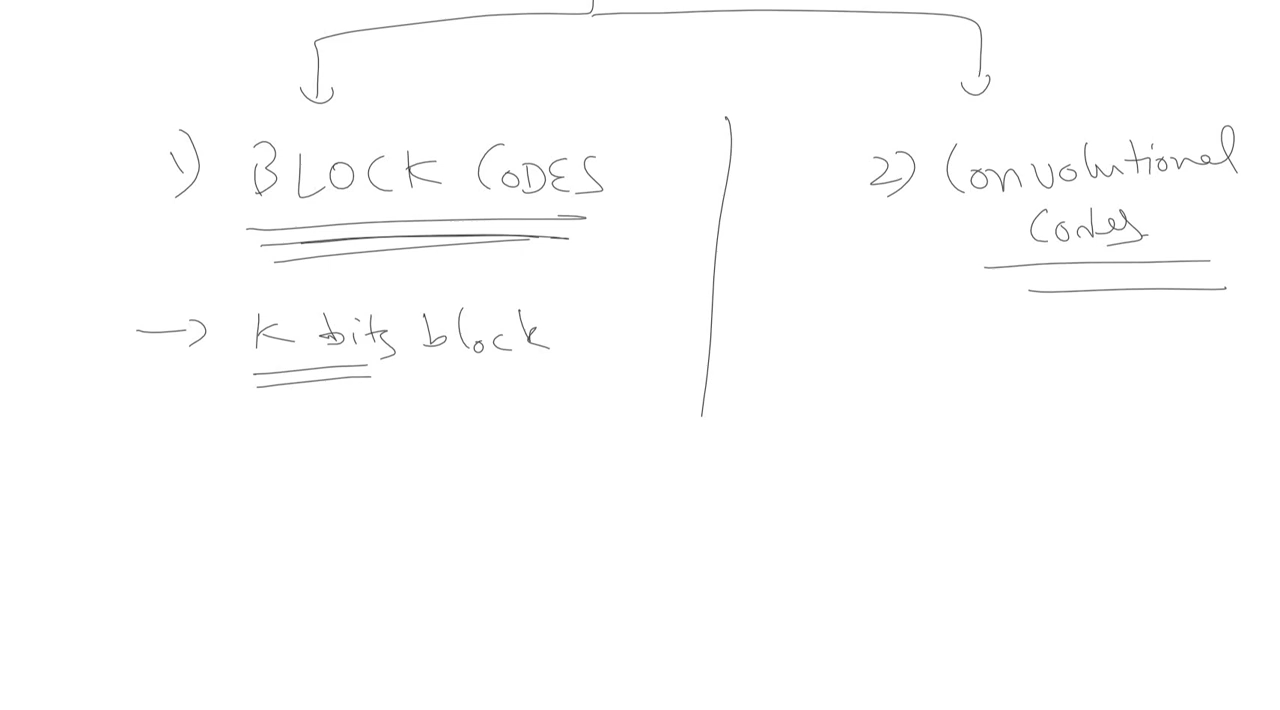 1) BLOCK CODES
→ K bits block
2) Convolutional
Codes